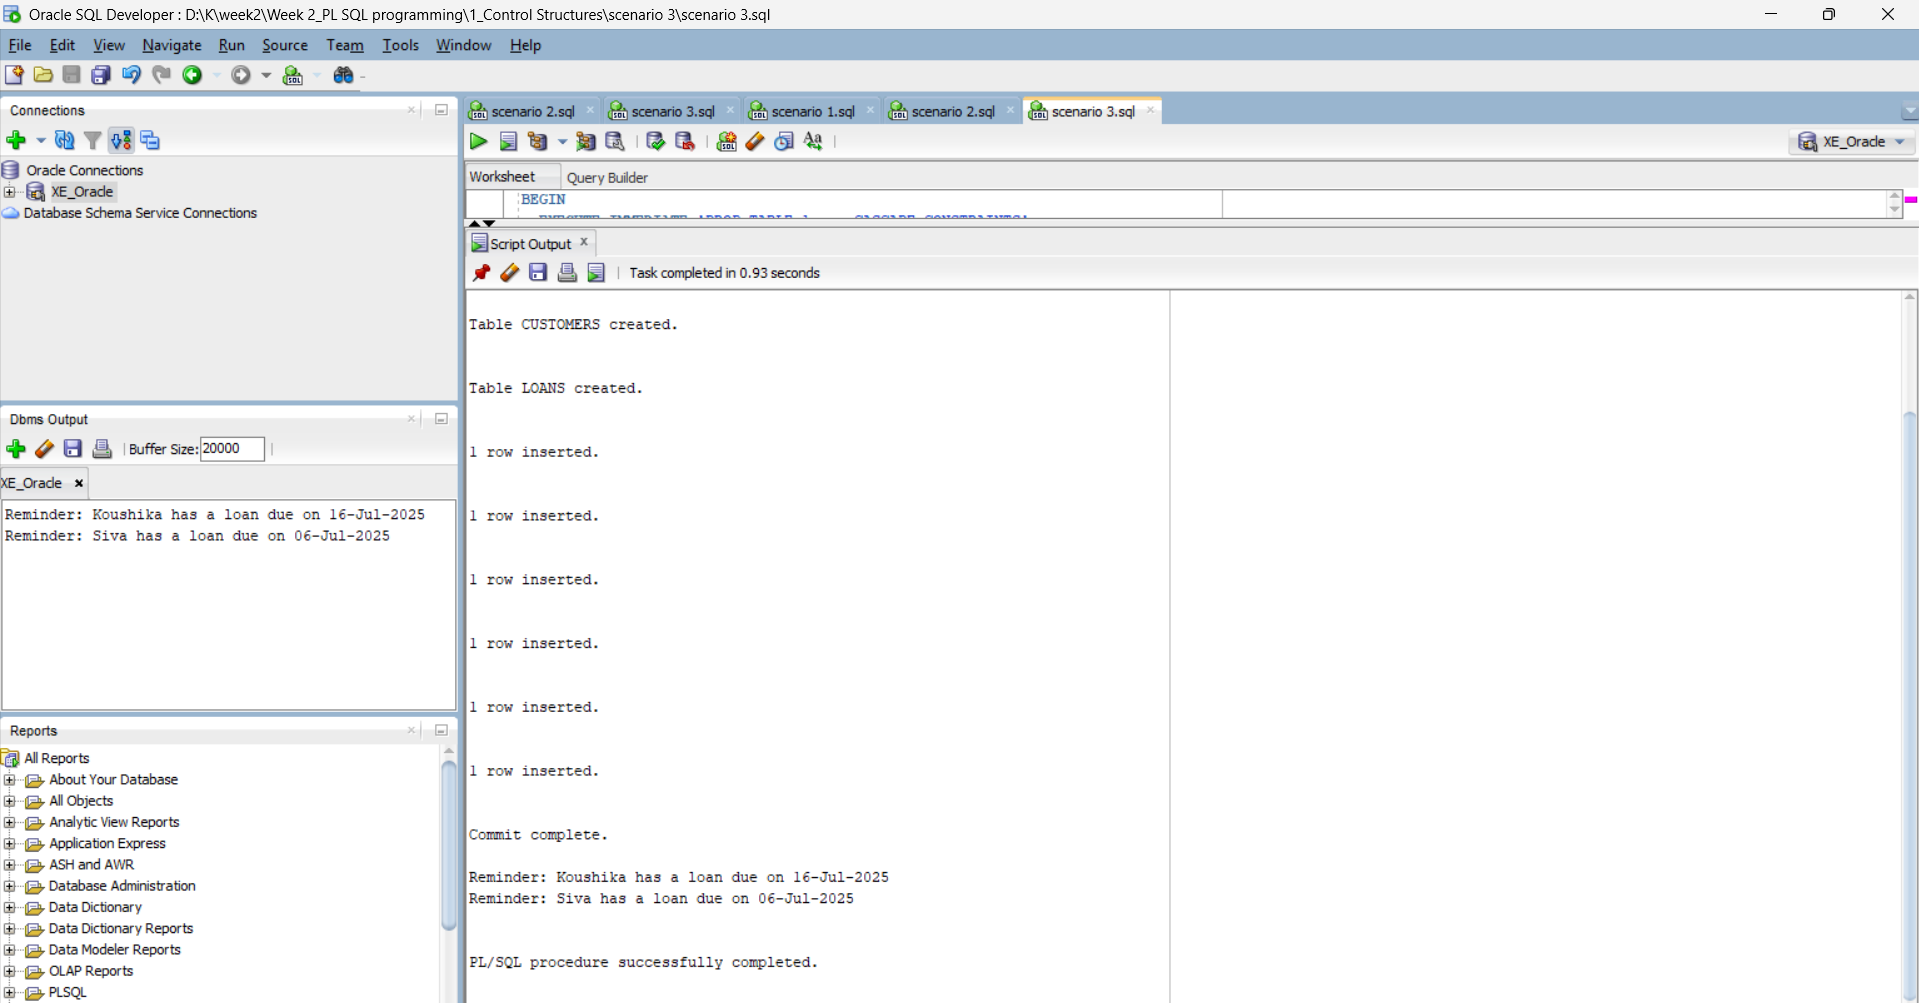 Oracle SQL Developer : D:\K\week2\Week 2_PL SQL programming\1_Control Structures\scenario 3\scenario 3.sql
File Edit View Navigate Run Source Team Tools Window Help
Connections
Oracle Connections
XE_Oracle
Database Schema Service Connections
Dbms Output
Buffer Size: 20000
XE_Oracle
Reminder: Koushika has a loan due on 16-Jul-2025
Reminder: Siva has a loan due on 06-Jul-2025
Reports
All Reports
About Your Database
All Objects
Analytic View Reports
Application Express
ASH and AWR
Database Administration
Data Dictionary
Data Dictionary Reports
Data Modeler Reports
OLAP Reports
PLSQL
scenario 2.sql scenario 3.sql scenario 1.sql scenario 2.sql scenario 3.sql
Aa
XE_Oracle
Worksheet Query Builder
BEGIN
Script Output
Task completed in 0.93 seconds
Table CUSTOMERS created.
Table LOANS created.
1 row inserted.
1 row inserted.
1 row inserted.
1 row inserted.
1 row inserted.
1 row inserted.
Commit complete.
Reminder: Koushika has a loan due on 16-Jul-2025
Reminder: Siva has a loan due on 06-Jul-2025
PL/SQL procedure successfully completed.